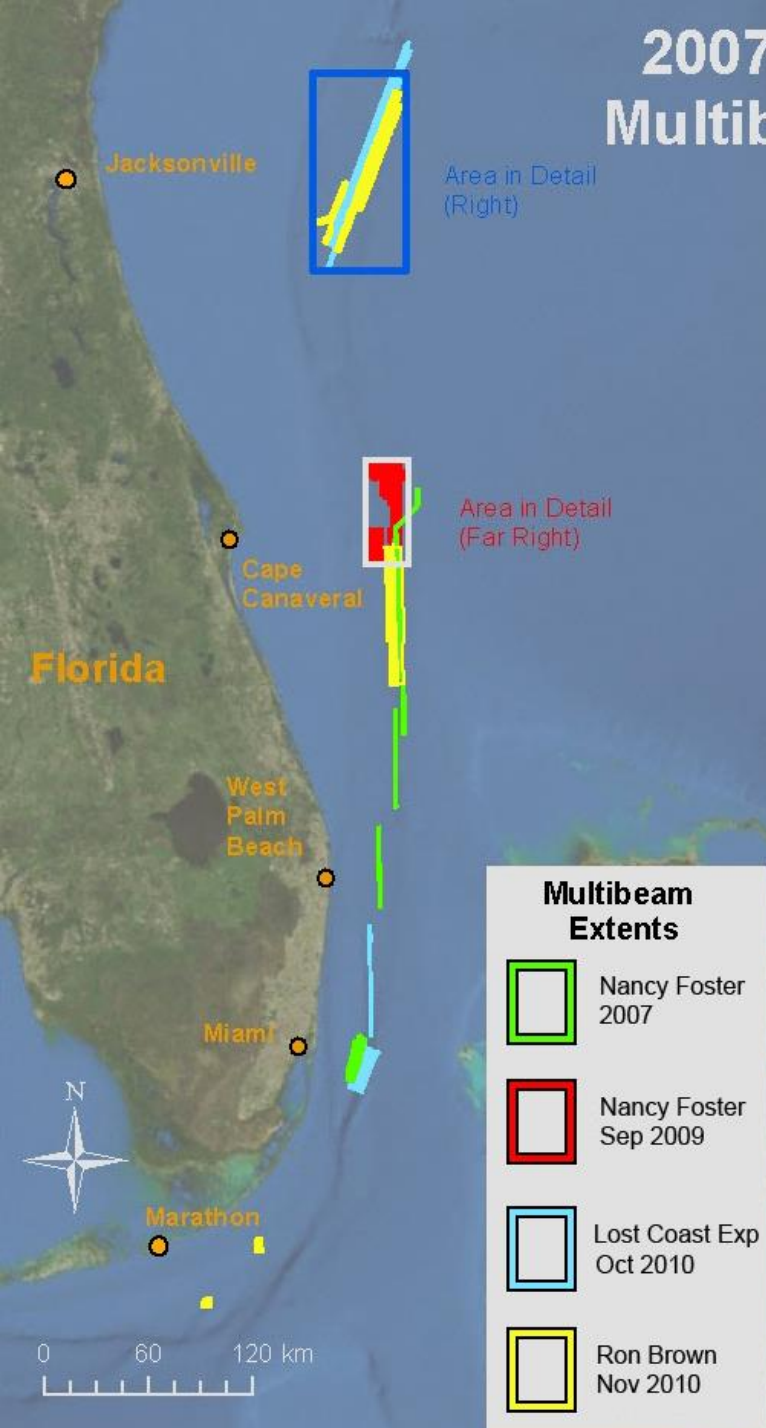 2007
Multib
Jacksonville
Area in Detail
(Right)
Area in Detail
(Far Right)
Cape
Canaveral
Florida
West
Palm
Beach
Miami
N
Marathon
0 60 120 km
Multibeam
Extents
Nancy Foster
2007
Nancy Foster
Sep 2009
Lost Coast Exp
Oct 2010
Ron Brown
Nov 2010